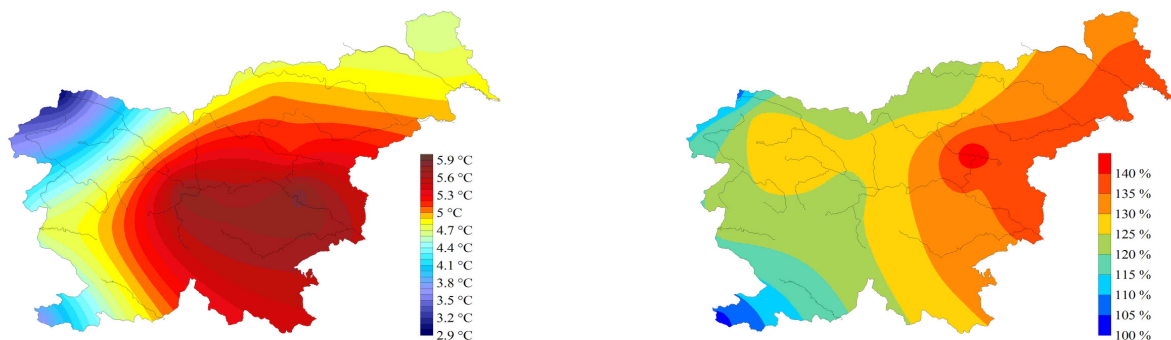 5.9 °C
5.6 °C
5.3 °C
5 °C
4.7 °C
4.4 °C
4.1 °C
3.8 °C
3.5 °C
3.2 °C
2.9 °C
140 %
135 %
130 %
125 %
120 %
115 %
110 %
105 %
100 %